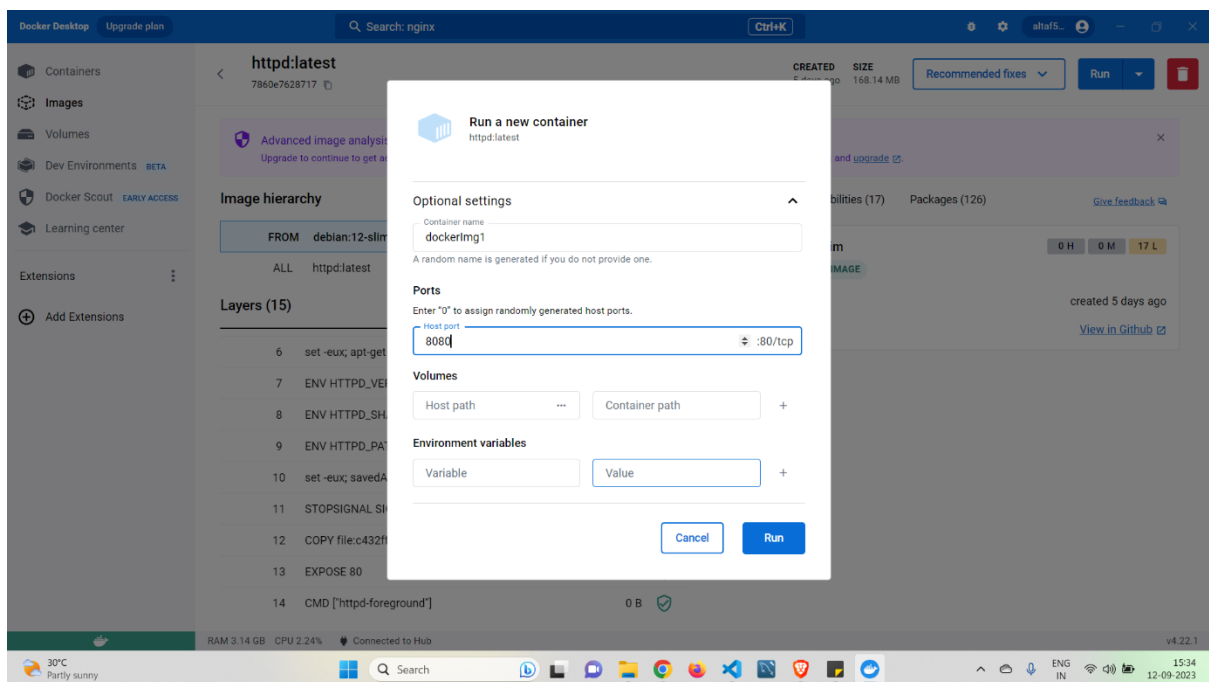 Docker Desktop Upgrade plan Search: nginx Ctrl+K altaf5...
Containers
Images
Volumes
Dev Environments BETA
Docker Scout EARLY ACCESS
Learning center
Extensions
Add Extensions
httpd:latest
7860e7628717
CREATED SIZE
5 days ago 168.14 MB
Recommended fixes
Run
Advanced image analysis
Upgrade to continue to get
and upgrade
Image hierarchy
FROM debian:12-slim
ALL httpd:latest
Layers (15)
6 set -eux; apt-get
7 ENV HTTPD_VE
8 ENV HTTPD_SH
9 ENV HTTPD_PA
10 set -eux; savedA
11 STOPSIGNAL SI
12 COPY file:c432f
13 EXPOSE 80
14 CMD ["httpd-foreground"] 0 B
Run a new container
httpd:latest
Optional settings
Container name
dockerImg1
A random name is generated if you do not provide one.
Ports
Enter "0" to assign randomly generated host ports.
Host port
8080 :80/tcp
Volumes
Host path ... Container path +
Environment variables
Variable Value +
Cancel Run
bilities (17) Packages (126) Give feedback
im
IMAGE
0 H 0 M 17 L
created 5 days ago
View in Github
RAM 3.14 GB CPU 2.24% Connected to Hub v4.22.1
30°C
Partly sunny
Search
ENG
IN
15:34
12-09-2023